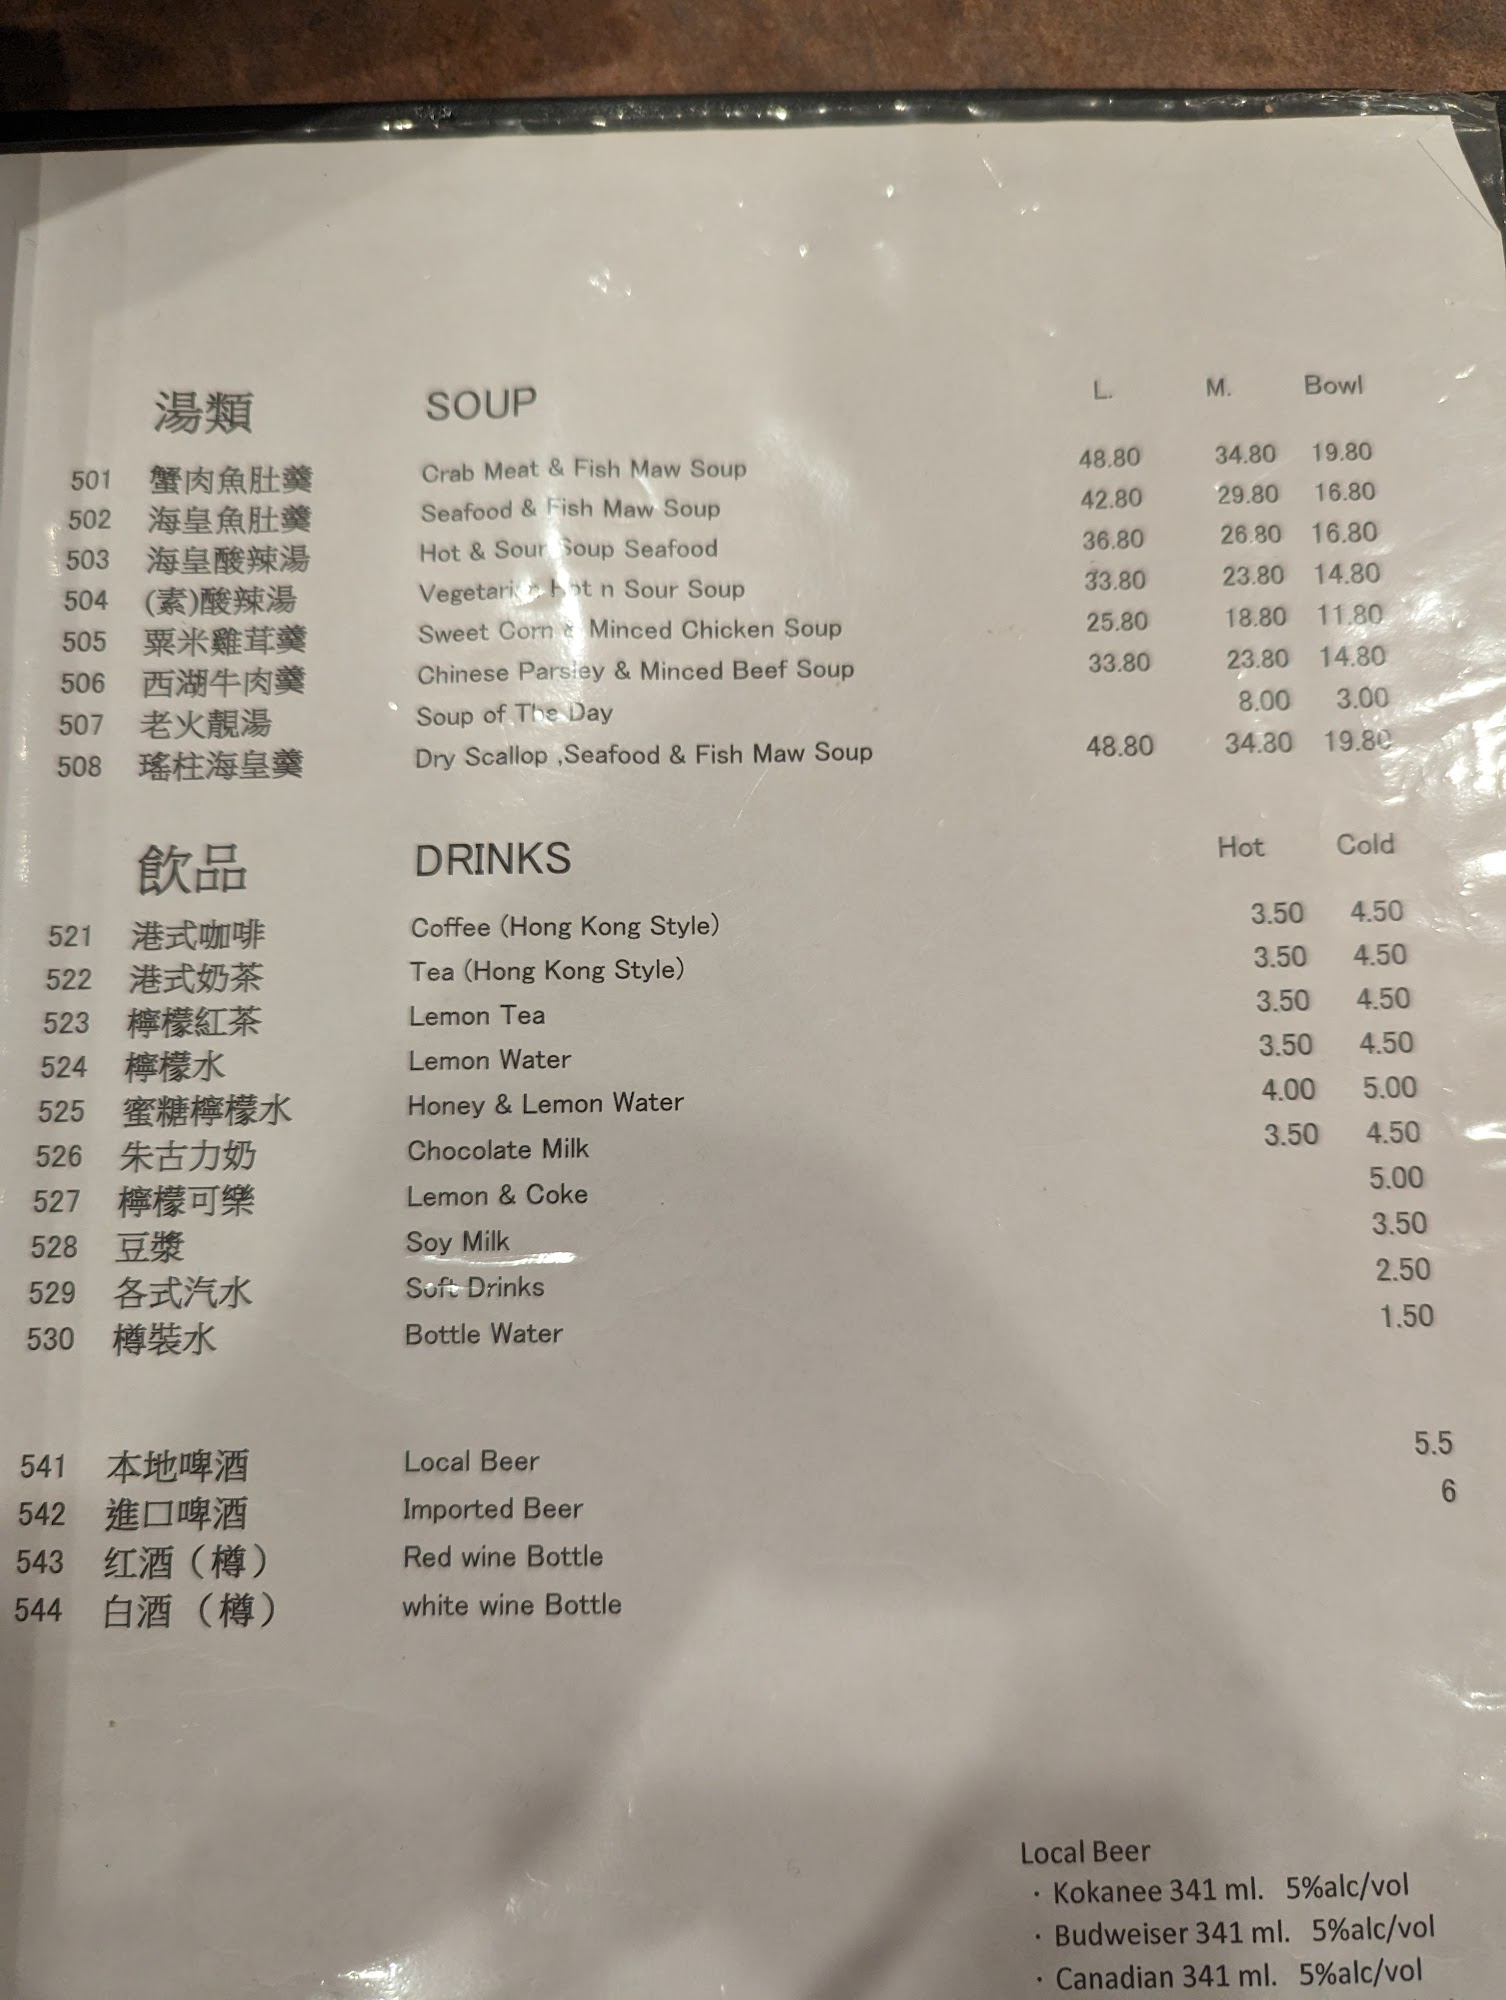 湯類 SOUP L. M. Bowl
501 蟹肉魚肚羹 Crab Meat & Fish Maw Soup 48.80 34.80 19.80
502 海皇魚肚羹 Seafood & Fish Maw Soup 42.80 29.80 16.80
503 海皇酸辣湯 Hot & Sour Soup Seafood 36.80 26.80 16.80
504 (素)酸辣湯 Vegetarian Hot n Sour Soup 33.80 23.80 14.80
505 粟米雞茸羹 Sweet Corn & Minced Chicken Soup 25.80 18.80 11.80
506 西湖牛肉羹 Chinese Parsley & Minced Beef Soup 33.80 23.80 14.80
507 老火靚湯 Soup of The Day 8.00 3.00
508 瑤柱海皇羹 Dry Scallop ,Seafood & Fish Maw Soup 48.80 34.80 19.80
飲品 DRINKS Hot Cold
521 港式咖啡 Coffee (Hong Kong Style) 3.50 4.50
522 港式奶茶 Tea (Hong Kong Style) 3.50 4.50
523 檸檬紅茶 Lemon Tea 3.50 4.50
524 檸檬水 Lemon Water 3.50 4.50
525 蜜糖檸檬水 Honey & Lemon Water 4.00 5.00
526 朱古力奶 Chocolate Milk 3.50 4.50
527 檸檬可樂 Lemon & Coke 5.00
528 豆漿 Soy Milk 3.50
529 各式汽水 Soft Drinks 2.50
530 樽裝水 Bottle Water 1.50
541 本地啤酒 Local Beer 5.5
542 進口啤酒 Imported Beer 6
543 红酒（樽） Red wine Bottle
544 白酒（樽） white wine Bottle
Local Beer
· Kokanee 341 ml. 5%alc/vol
· Budweiser 341 ml. 5%alc/vol
· Canadian 341 ml. 5%alc/vol